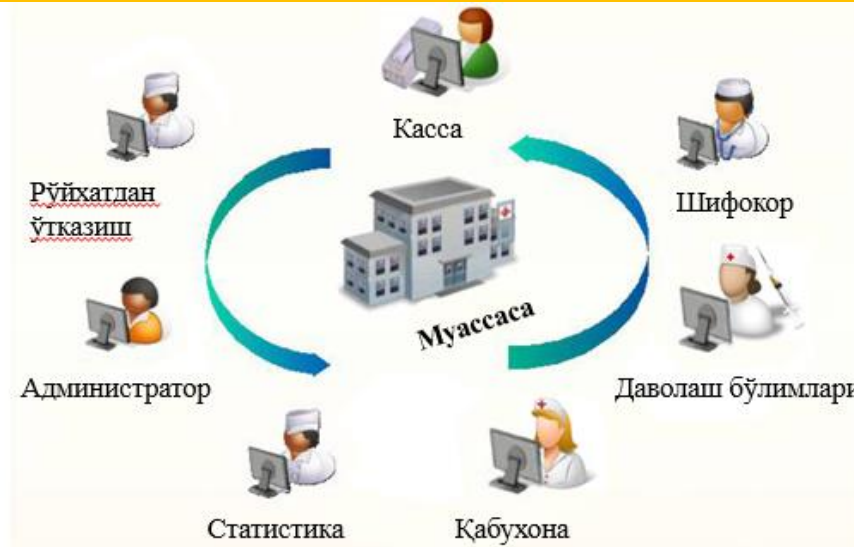 Касса
Рўйхатдан
ўтказиш
Шифокор
Муассаса
Администратор
Даволаш бўлимлари
Статистика
Қабухона